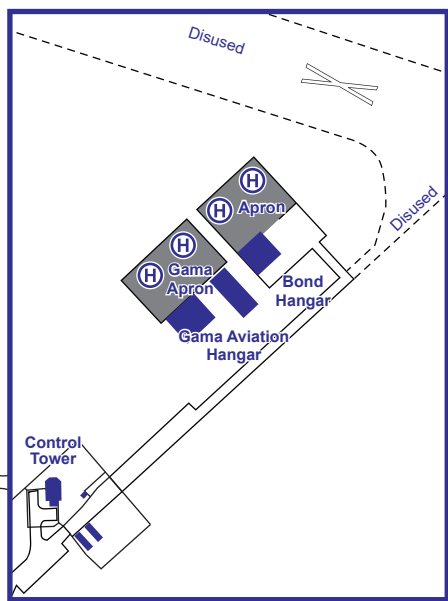 Disused
Disused
H
H Apron
H
H Gama
Apron
Bond
Hangar
Gama Aviation
Hangar
Control
Tower